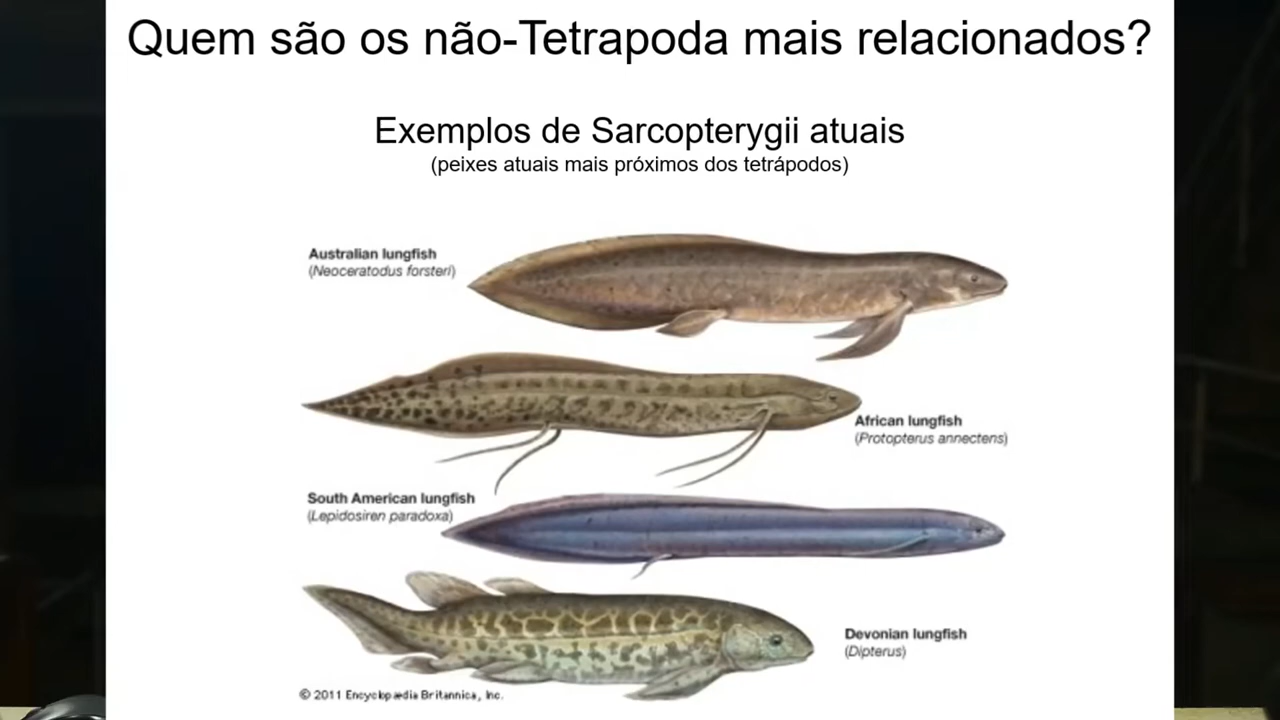 Quem são os não-Tetrapoda mais relacionados?
Exemplos de Sarcopterygii atuais
(peixes atuais mais próximos dos tetrápodos)
Australian lungfish
(Neoceratodus forsteri)
African lungfish
(Protopterus annectens)
South American lungfish
(Lepidosiren paradoxa)
Devonian lungfish
(Dipterus)
© 2011 Encyclopædia Britannica, Inc.